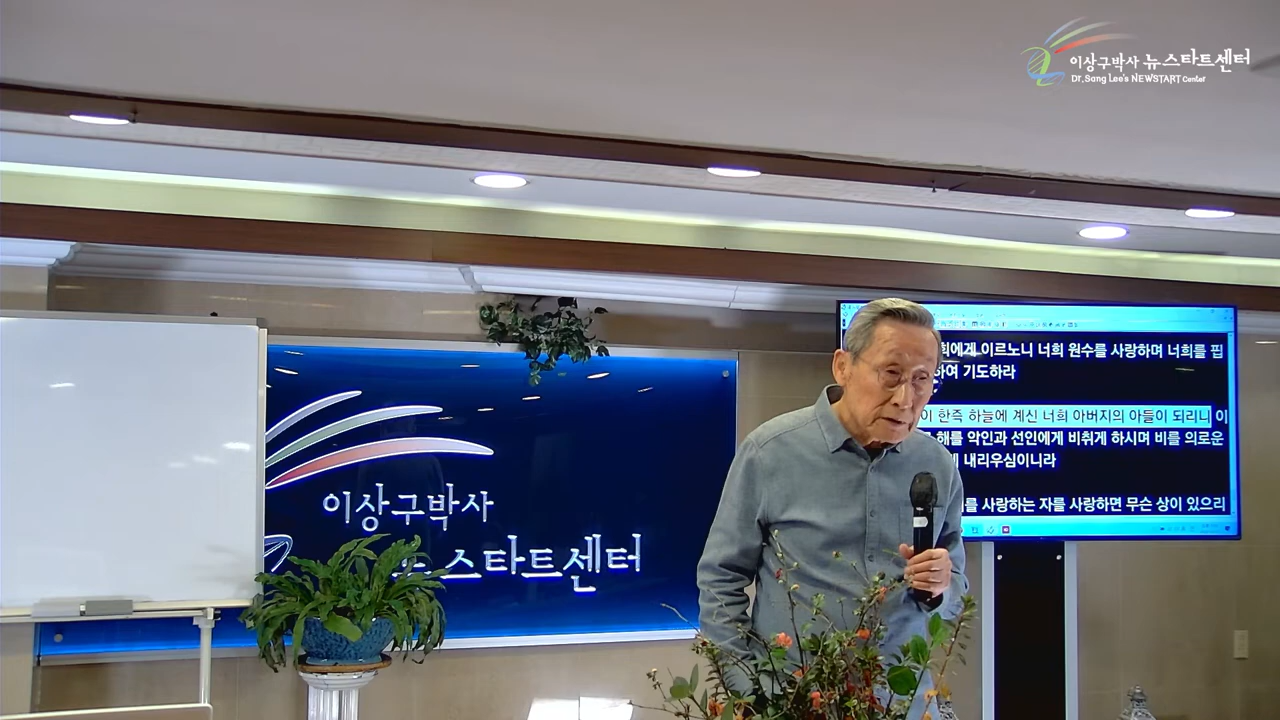 이상구박사 뉴스타트센터
Dr. Sang Lee's NEWSTART Center
이상구박사
뉴스타트센터
에게 이르노니 너희 원수를 사랑하며 너희를 핍
하여 기도하라
이 한즉 하늘에 계신 너희 아버지의 아들이 되리니 이
해를 악인과 선인에게 비취게 하시며 비를 의로운
내리우심이니라
를 사랑하는 자를 사랑하면 무슨 상이 있으리